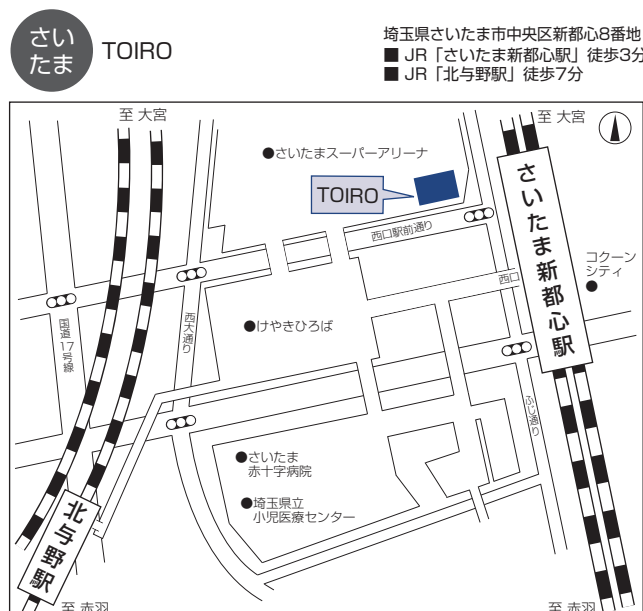 さい
たま
TOIRO
埼玉県さいたま市中央区新都心8番地
■ JR「さいたま新都心駅」徒歩3分
■ JR「北与野駅」徒歩7分
至 大宮
至 大宮
●さいたまスーパーアリーナ
TOIRO
さいたま新都心駅
西口駅前通り
コクーン
シティ
西口
国道17号線
西大通り
●けやきひろば
ふじ通り
●さいたま
赤十字病院
●埼玉県立
小児医療センター
北与野駅
至 赤羽
至 赤羽